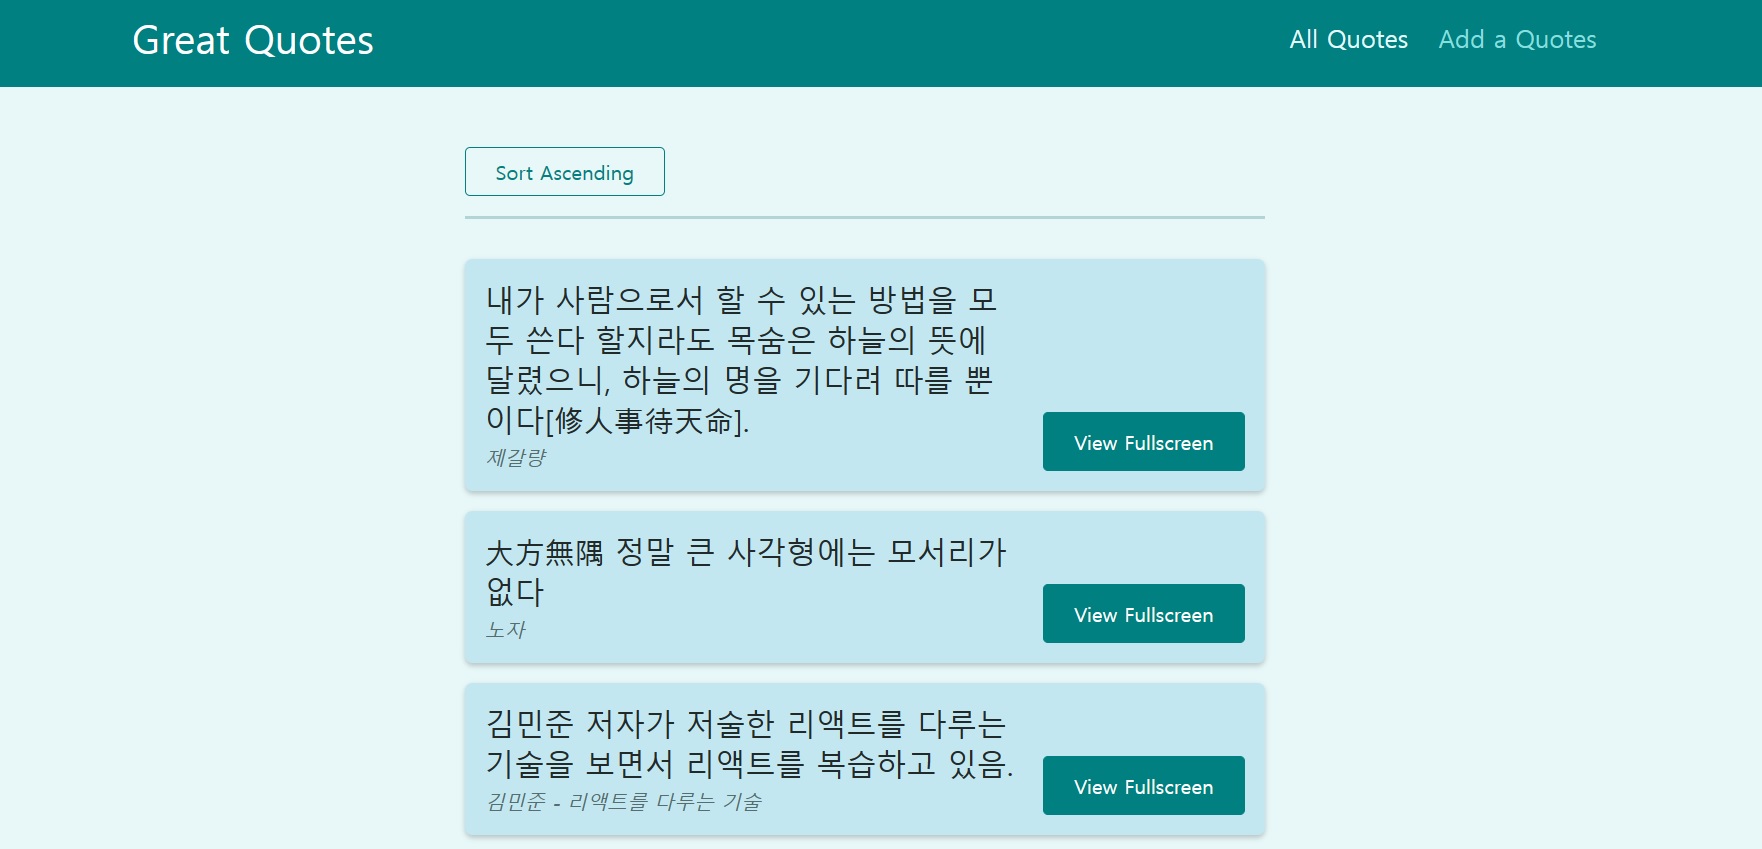 Great Quotes
All Quotes
Add a Quotes
Sort Ascending
내가 사람으로서 할 수 있는 방법을 모
두 쓴다 할지라도 목숨은 하늘의 뜻에
달렸으니, 하늘의 명을 기다려 따를 뿐
이다[修人事待天命].
제갈량
View Fullscreen
大方無隅 정말 큰 사각형에는 모서리가
없다
노자
View Fullscreen
김민준 저자가 저술한 리액트를 다루는
기술을 보면서 리액트를 복습하고 있음.
김민준 - 리액트를 다루는 기술
View Fullscreen